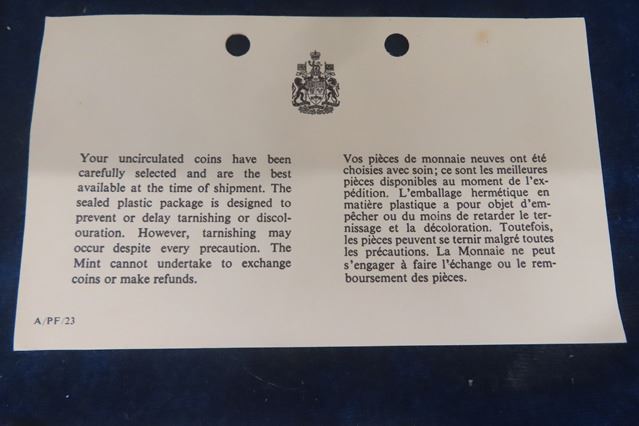 Your uncirculated coins have been
carefully selected and are the best
available at the time of shipment. The
sealed plastic package is designed to
prevent or delay tarnishing or discol-
ouration. However, tarnishing may
occur despite every precaution. The
Mint cannot undertake to exchange
coins or make refunds.
Vos pièces de monnaie neuves ont été
choisies avec soin; ce sont les meilleures
pièces disponibles au moment de l'ex-
pédition. L'emballage hermétique en
matière plastique a pour objet d'em-
pêcher ou du moins de retarder le ter-
nissage et la décoloration. Toutefois,
les pièces peuvent se ternir malgré toutes
les précautions. La Monnaie ne peut
s'engager à faire l'échange ou le rem-
boursement des pièces.
A/PF/23